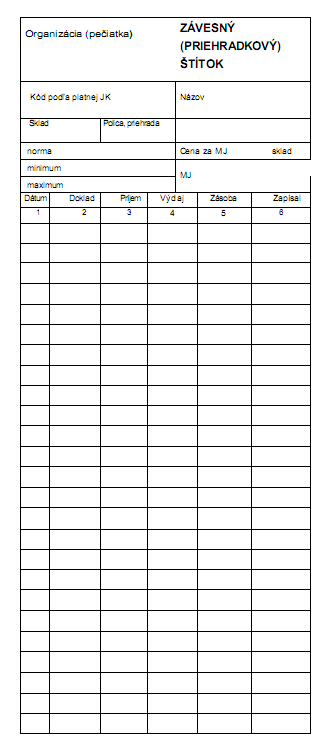 Organizácia (pečiatka)
ZÁVESNÝ
(PRIEHRADKOVÝ)
ŠTÍTOK
Kód podľa platnej JK
Názov
Sklad
Polica, priehrada
norma
Cena za MJ sklad
minimum
MJ
maximum
Dátum Doklad Príjem Výdaj Zásoba Zapísal
1 2 3 4 5 6